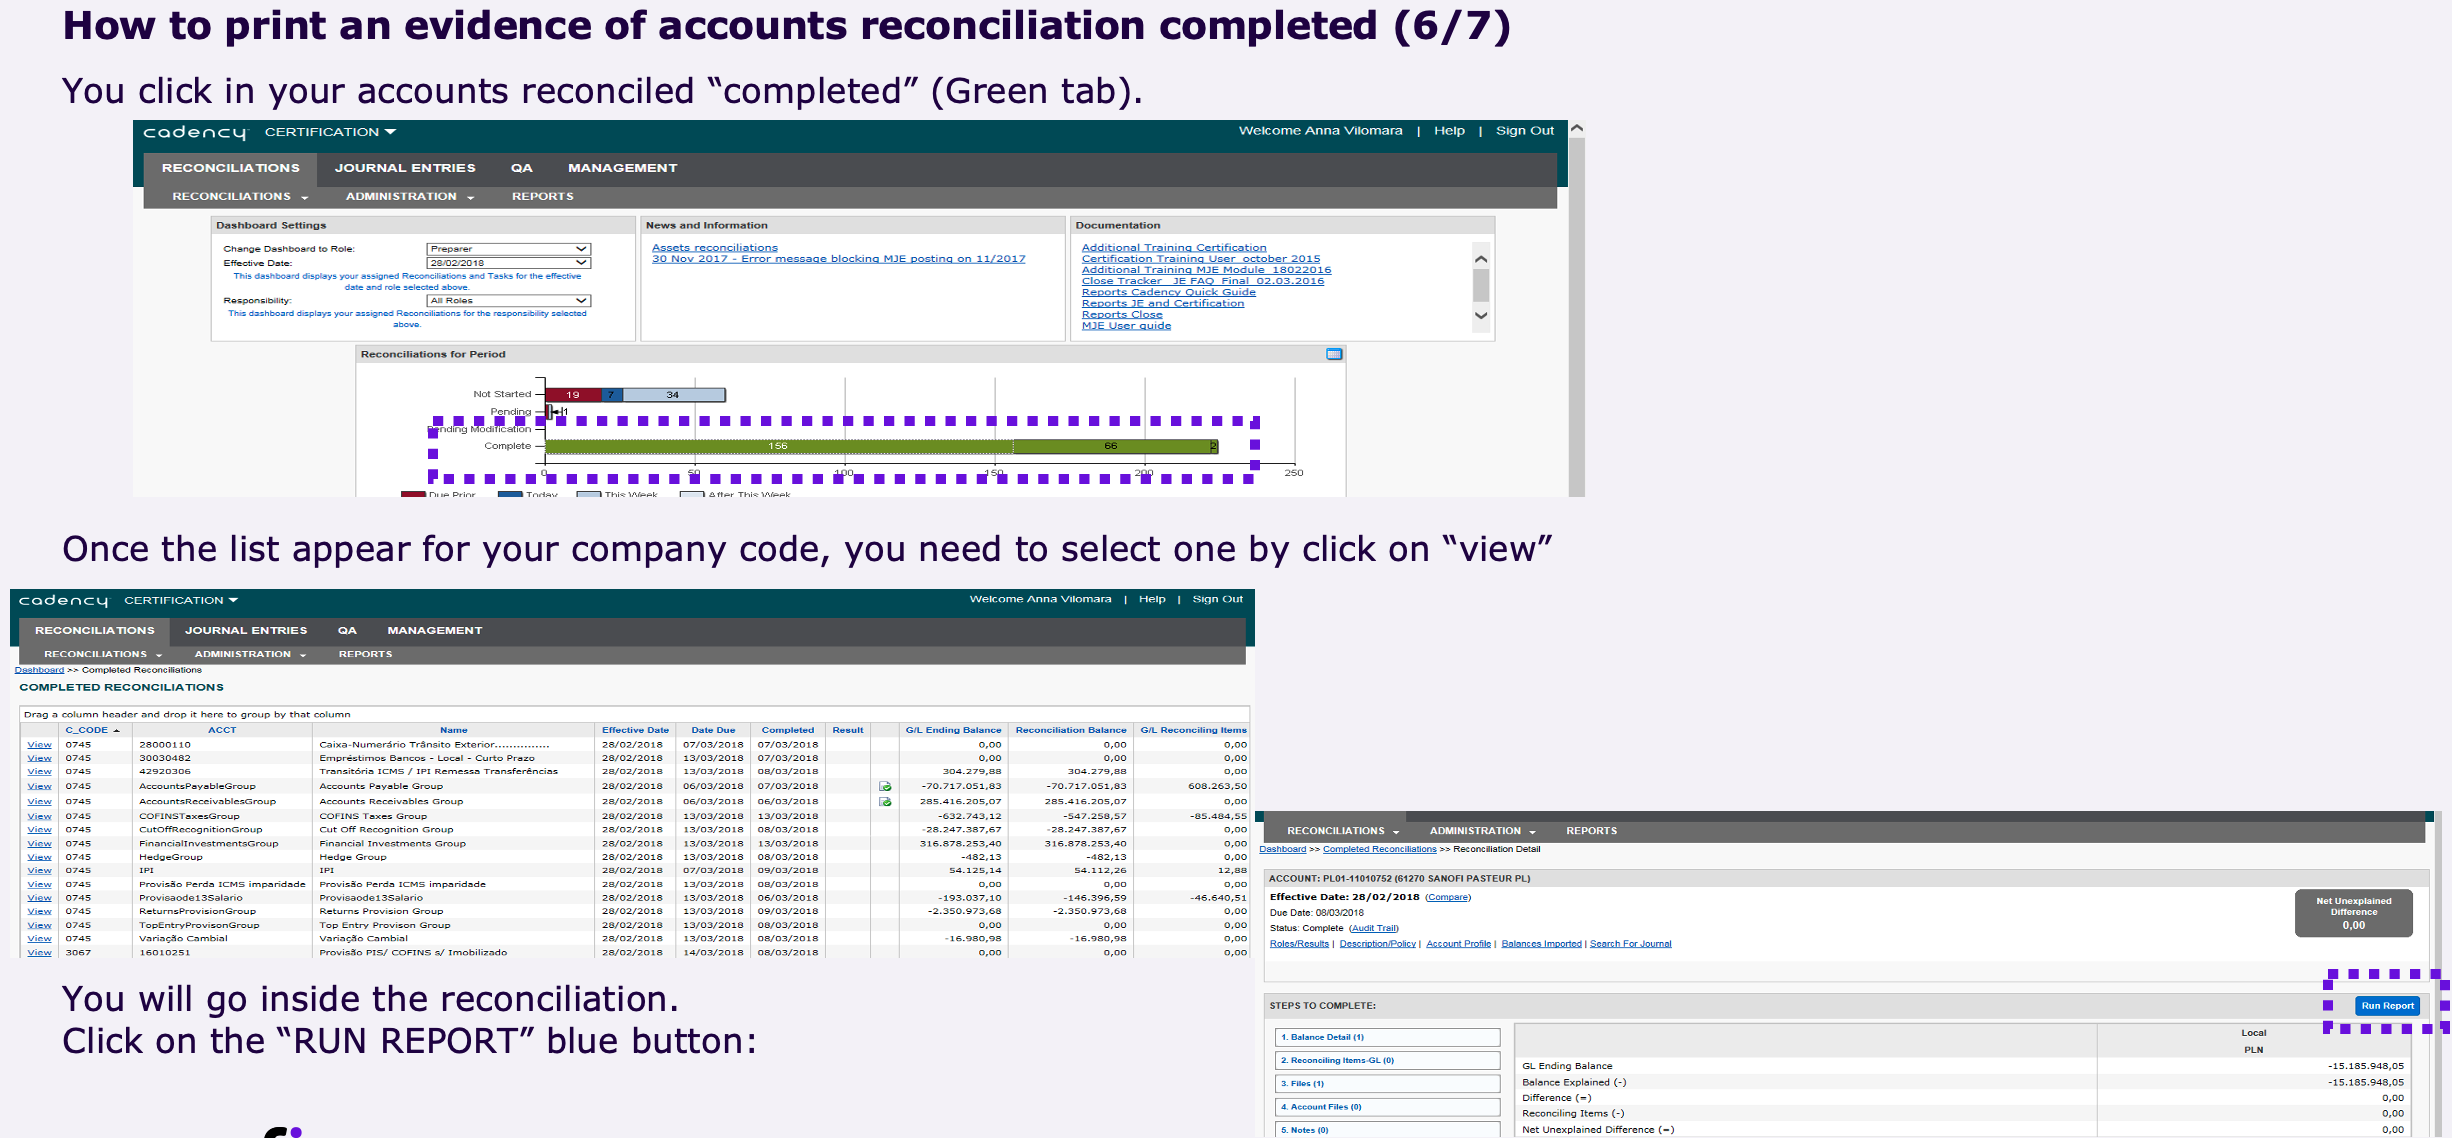 How to print an evidence of accounts reconciliation completed (6/7)
You click in your accounts reconciled “completed” (Green tab).
cadency CERTIFICATION
Welcome Anna Vilomara | Help | Sign Out
RECONCILIATIONS JOURNAL ENTRIES QA MANAGEMENT
RECONCILIATIONS ADMINISTRATION REPORTS
Dashboard Settings
Change Dashboard to Role: Preparer
Effective Date: 28/02/2018
This dashboard displays your assigned Reconciliations and Tasks for the effective
date and role selected above.
Responsibility: All Roles
This dashboard displays your assigned Reconciliations for the responsibility selected
above.
News and Information
Assets reconciliations
30 Nov 2017 - Error message blocking MJE posting on 11/2017
Documentation
Additional Training Certification
Certification Training User october 2015
Additional Training MJE Module 18022016
Close Tracker JE FAQ Final 02.03.2016
Reports Cadency Quick Guide
Reports JE and Certification
Reports Close
MJE User guide
Reconciliations for Period
Not Started 19 7 34
Pending 1
Pending Modification
Complete 156 66 2
0 50 100 150 200 250
Due Prior Today This Week After This Week
Once the list appear for your company code, you need to select one by click on “view”
cadency CERTIFICATION
Welcome Anna Vilomara | Help | Sign Out
RECONCILIATIONS JOURNAL ENTRIES QA MANAGEMENT
RECONCILIATIONS ADMINISTRATION REPORTS
Dashboard >> Completed Reconciliations
COMPLETED RECONCILIATIONS
Drag a column header and drop it here to group by that column
C_CODE ACCT Name Effective Date Date Due Completed Result G/L Ending Balance Reconciliation Balance G/L Reconciling Items
View 0745 28000110 Caixa-Numerário Trânsito Exterior.............. 28/02/2018 07/03/2018 07/03/2018 0,00 0,00 0,00
View 0745 30030482 Empréstimos Bancos - Local - Curto Prazo 28/02/2018 13/03/2018 07/03/2018 0,00 0,00 0,00
View 0745 42920306 Transitória ICMS / IPI Remessa Transferências 28/02/2018 13/03/2018 08/03/2018 304.279,88 304.279,88 0,00
View 0745 AccountsPayableGroup Accounts Payable Group 28/02/2018 06/03/2018 07/03/2018 -70.717.051,83 -70.717.051,83 608.263,50
View 0745 AccountsReceivablesGroup Accounts Receivables Group 28/02/2018 06/03/2018 06/03/2018 285.416.205,07 285.416.205,07 0,00
View 0745 COFINSTaxesGroup COFINS Taxes Group 28/02/2018 13/03/2018 13/03/2018 -632.743,12 -547.258,57 -85.484,55
View 0745 CutOffRecognitionGroup Cut Off Recognition Group 28/02/2018 13/03/2018 08/03/2018 -28.247.387,67 -28.247.387,67 0,00
View 0745 FinancialInvestmentsGroup Financial Investments Group 28/02/2018 13/03/2018 13/03/2018 316.878.253,40 316.878.253,40 0,00
View 0745 HedgeGroup Hedge Group 28/02/2018 13/03/2018 08/03/2018 -482,13 -482,13 0,00
View 0745 IPI IPI 28/02/2018 07/03/2018 09/03/2018 54.125,14 54.112,26 12,88
View 0745 Provisão Perda ICMS imparidade Provisão Perda ICMS imparidade 28/02/2018 13/03/2018 08/03/2018 0,00 0,00 0,00
View 0745 Provisaode13Salario Provisaode13Salario 28/02/2018 13/03/2018 06/03/2018 -193.037,10 -146.396,59 -46.640,51
View 0745 ReturnsProvisionGroup Returns Provision Group 28/02/2018 13/03/2018 09/03/2018 -2.350.973,68 -2.350.973,68 0,00
View 0745 TopEntryProvisonGroup Top Entry Provison Group 28/02/2018 13/03/2018 08/03/2018 0,00 0,00 0,00
View 0745 Variação Cambial Variação Cambial 28/02/2018 13/03/2018 08/03/2018 -16.980,98 -16.980,98 0,00
View 3067 16010251 Provisão PIS/ COFINS s/ Imobilizado 28/02/2018 14/03/2018 08/03/2018 0,00 0,00 0,00
You will go inside the reconciliation.
Click on the “RUN REPORT” blue button:
RECONCILIATIONS ADMINISTRATION REPORTS
Dashboard >> Completed Reconciliations >> Reconciliation Detail
ACCOUNT: PL01-11010752 (61270 SANOFI PASTEUR PL)
Effective Date: 28/02/2018 (Compare)
Due Date: 08/03/2018
Status: Complete (Audit Trail)
Roles/Results | Description/Policy | Account Profile | Balances Imported | Search For Journal
Net Unexplained
Difference
0,00
STEPS TO COMPLETE:
Run Report
1. Balance Detail (1)
2. Reconciling Items-GL (0)
3. Files (1)
4. Account Files (0)
5. Notes (0)
Local
PLN
GL Ending Balance -15.185.948,05
Balance Explained (-) -15.185.948,05
Difference (=) 0,00
Reconciling Items (-) 0,00
Net Unexplained Difference (=) 0,00